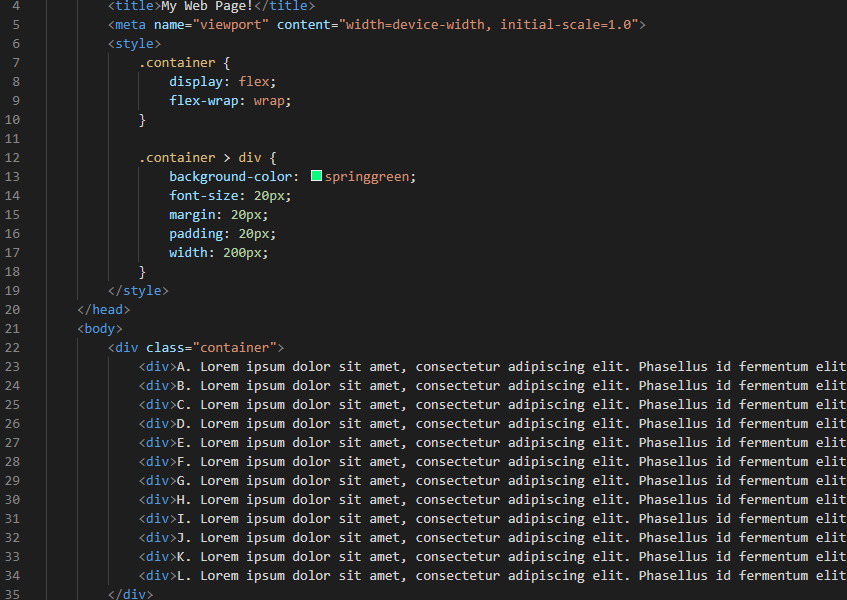 4 <title>My Web Page!</title>
5 <meta name="viewport" content="width=device-width, initial-scale=1.0">
6 <style>
7 .container {
8 display: flex;
9 flex-wrap: wrap;
10 }
11
12 .container > div {
13 background-color: springgreen;
14 font-size: 20px;
15 margin: 20px;
16 padding: 20px;
17 width: 200px;
18 }
19 </style>
20 </head>
21 <body>
22 <div class="container">
23 <div>A. Lorem ipsum dolor sit amet, consectetur adipiscing elit. Phasellus id fermentum elit
24 <div>B. Lorem ipsum dolor sit amet, consectetur adipiscing elit. Phasellus id fermentum elit
25 <div>C. Lorem ipsum dolor sit amet, consectetur adipiscing elit. Phasellus id fermentum elit
26 <div>D. Lorem ipsum dolor sit amet, consectetur adipiscing elit. Phasellus id fermentum elit
27 <div>E. Lorem ipsum dolor sit amet, consectetur adipiscing elit. Phasellus id fermentum elit
28 <div>F. Lorem ipsum dolor sit amet, consectetur adipiscing elit. Phasellus id fermentum elit
29 <div>G. Lorem ipsum dolor sit amet, consectetur adipiscing elit. Phasellus id fermentum elit
30 <div>H. Lorem ipsum dolor sit amet, consectetur adipiscing elit. Phasellus id fermentum elit
31 <div>I. Lorem ipsum dolor sit amet, consectetur adipiscing elit. Phasellus id fermentum elit
32 <div>J. Lorem ipsum dolor sit amet, consectetur adipiscing elit. Phasellus id fermentum elit
33 <div>K. Lorem ipsum dolor sit amet, consectetur adipiscing elit. Phasellus id fermentum elit
34 <div>L. Lorem ipsum dolor sit amet, consectetur adipiscing elit. Phasellus id fermentum elit
35 </div>